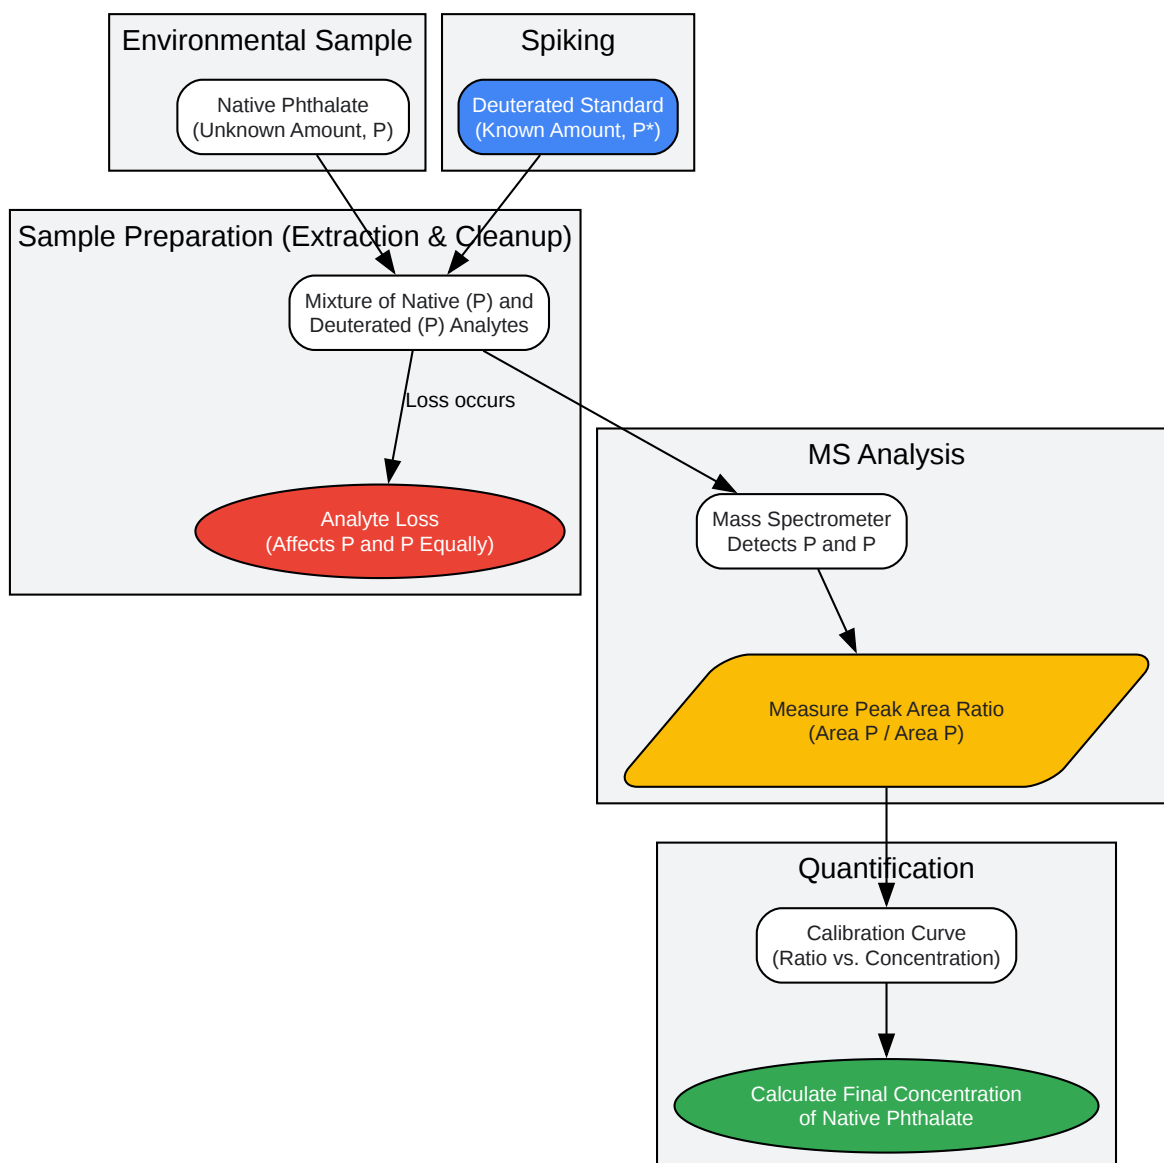 Environmental Sample
Native Phthalate
(Unknown Amount, P)
Spiking
Deuterated Standard
(Known Amount, P*)
Sample Preparation (Extraction & Cleanup)
Mixture of Native (P) and
Deuterated (P) Analytes
Loss occurs
Analyte Loss
(Affects P and P Equally)
MS Analysis
Mass Spectrometer
Detects P and P
Measure Peak Area Ratio
(Area P / Area P)
Quantification
Calibration Curve
(Ratio vs. Concentration)
Calculate Final Concentration
of Native Phthalate